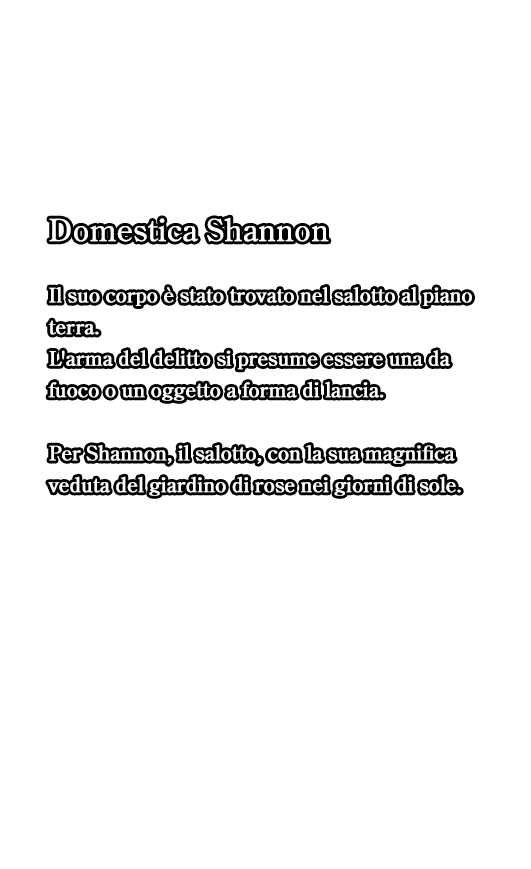 Domestica Shannon
Il suo corpo è stato trovato nel salotto al piano
terra.
L'arma del delitto si presume essere una da
fuoco o un oggetto a forma di lancia.
Per Shannon, il salotto, con la sua magnifica
veduta del giardino di rose nei giorni di sole.